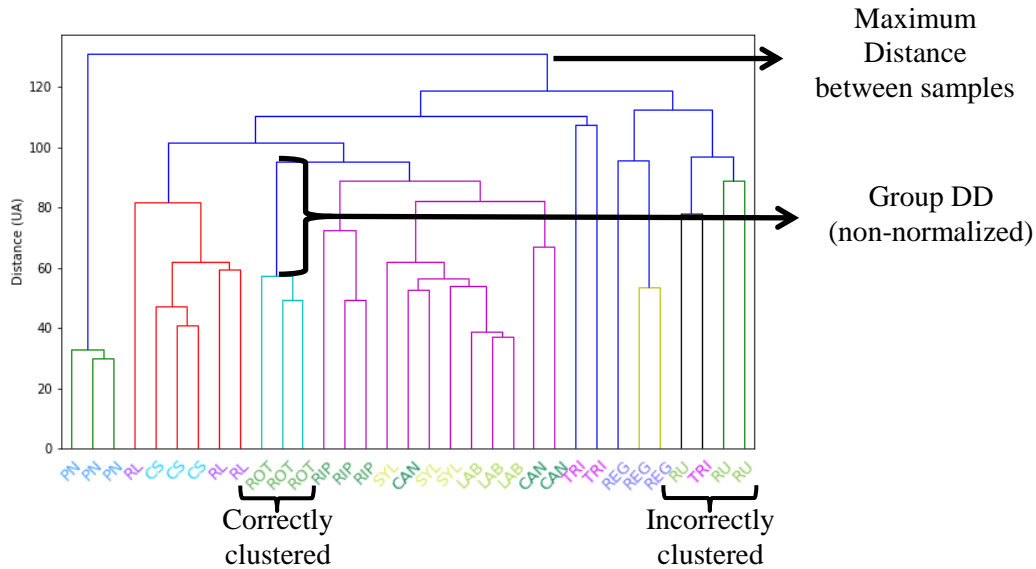 Maximum
Distance
between samples
Group DD
(non-normalized)
Distance (UA)
120
100
80
60
40
20
0
PN PN PN RL CS CS CS RL RL ROT ROT ROT RIP RIP RIP SYL CAN SYL SYL LAB LAB LAB CAN CAN TRI TRI REG REG REG RU TRI RU RU
Correctly
clustered
Incorrectly
clustered